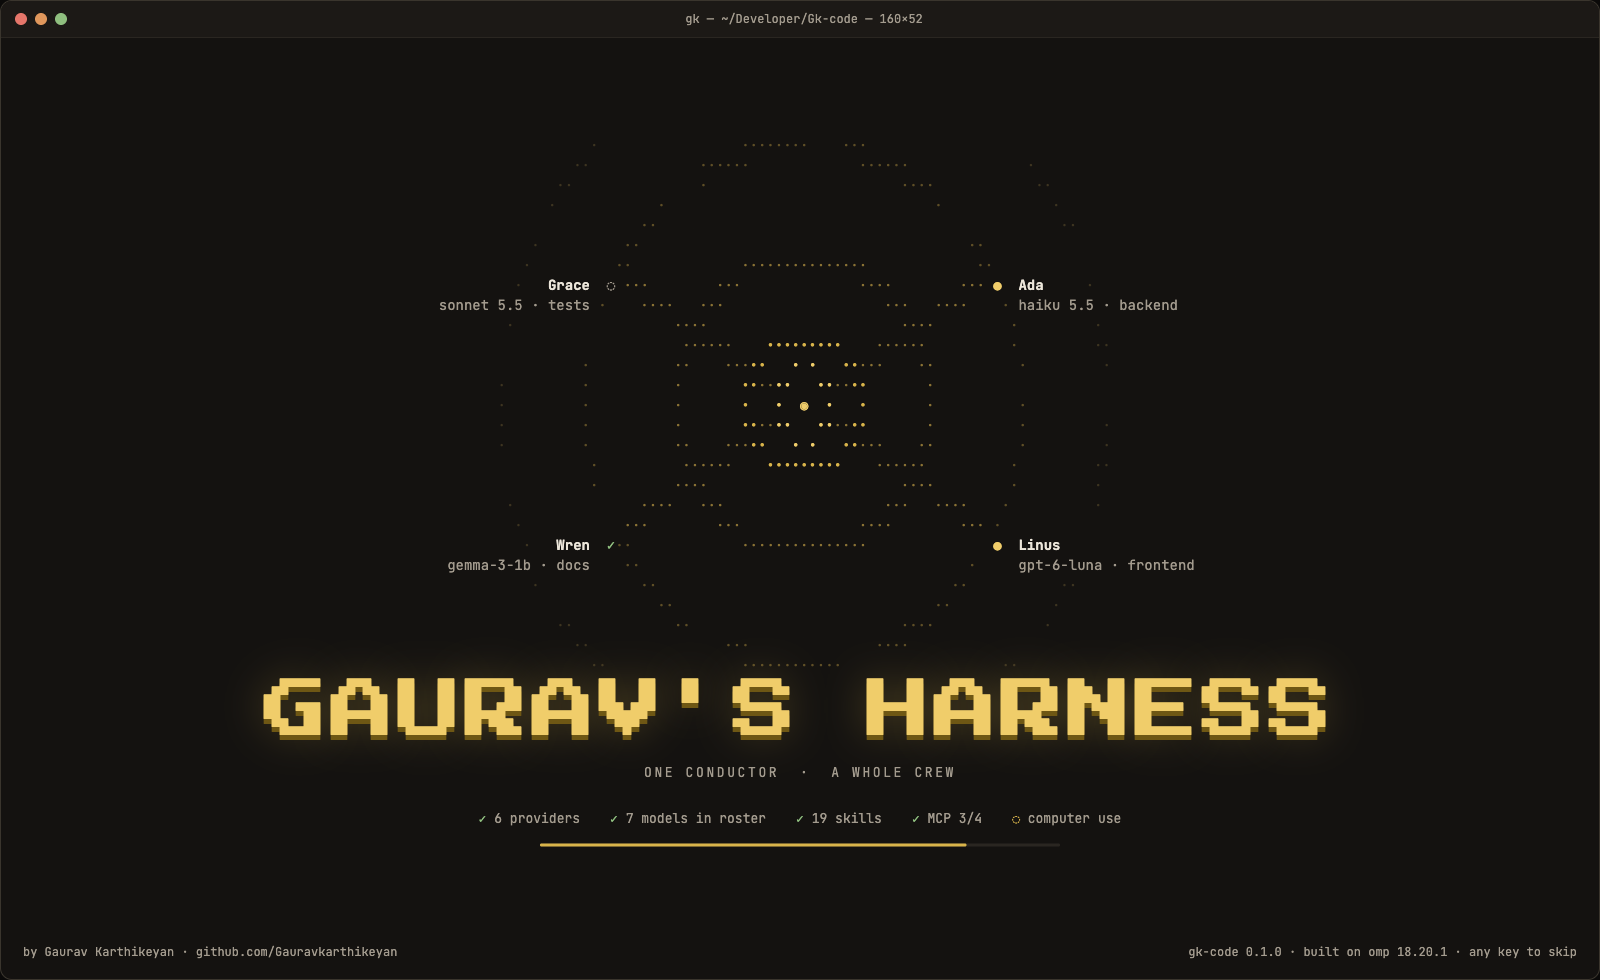 gk — ~/Developer/Gk-code — 160×52
Grace
sonnet 5.5 · tests
Ada
haiku 5.5 · backend
Wren ✓
gemma-3-1b · docs
Linus
gpt-6-luna · frontend
GAURAV'S HARNESS
ONE CONDUCTOR · A WHOLE CREW
✓ 6 providers ✓ 7 models in roster ✓ 19 skills ✓ MCP 3/4 ◌ computer use
by Gaurav Karthikeyan · github.com/Gauravkarthikeyan
gk-code 0.1.0 · built on omp 18.20.1 · any key to skip